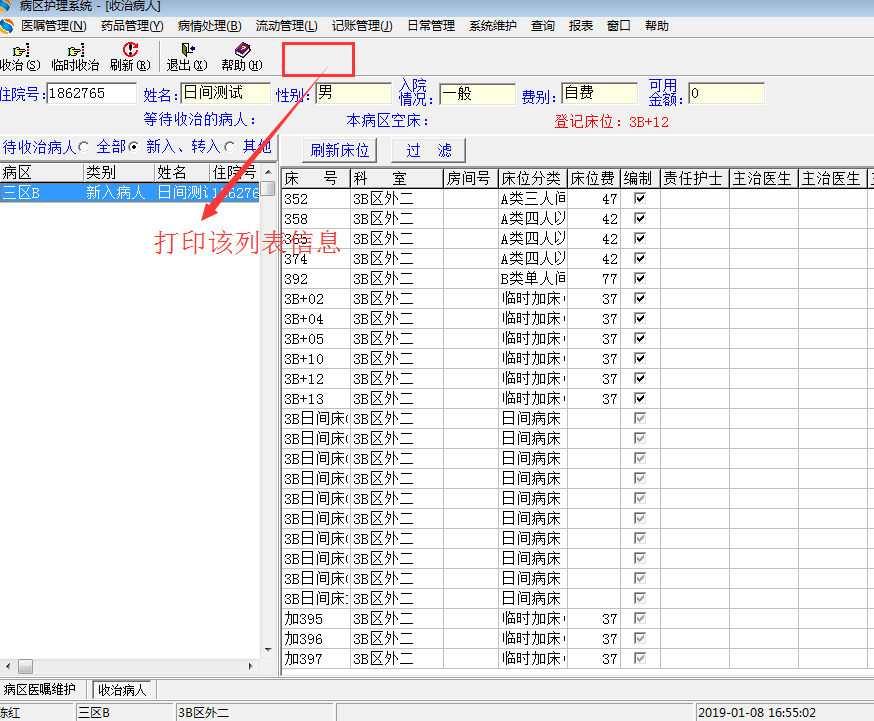 病区护理系统 - [收治病人]
医嘱管理(N) 药品管理(Y) 病情处理(B) 流动管理(L) 记账管理(J) 日常管理 系统维护 查询 报表 窗口 帮助
收治(S) 临时收治 刷新(R) 退出(X) 帮助(H)
住院号: 1862765 姓名: 日间测试 性别: 男 入院情况: 一般 费别: 自费 可用金额: 0
等待收治的病人: 本病区空床: 登记床位: 3B+12
待收治病人 全部 新入、转入 其他
刷新床位 过 滤
病区 类别 姓名 住院号
三区B 新入病人 日间测试 186276
打印该列表信息
床 号 科 室 房间号 床位分类 床位费 编制 责任护士 主治医生 主治医生
352 3B区外二 A类三人间 47
358 3B区外二 A类四人以 42
365 3B区外二 A类四人以 42
374 3B区外二 A类四人以 42
392 3B区外二 B类单人间 77
3B+02 3B区外二 临时加床 37
3B+04 3B区外二 临时加床 37
3B+05 3B区外二 临时加床 37
3B+10 3B区外二 临时加床 37
3B+12 3B区外二 临时加床 37
3B+13 3B区外二 临时加床 37
3B日间床 3B区外二 日间病床
3B日间床 3B区外二 日间病床
3B日间床 3B区外二 日间病床
3B日间床 3B区外二 日间病床
3B日间床 3B区外二 日间病床
3B日间床 3B区外二 日间病床
3B日间床 3B区外二 日间病床
3B日间床 3B区外二 日间病床
3B日间床 3B区外二 日间病床
3B日间床 3B区外二 日间病床
加395 3B区外二 临时加床 37
加396 3B区外二 临时加床 37
加397 3B区外二 临时加床 37
病区医嘱维护 收治病人
红 三区B 3B区外二 2019-01-08 16:55:02